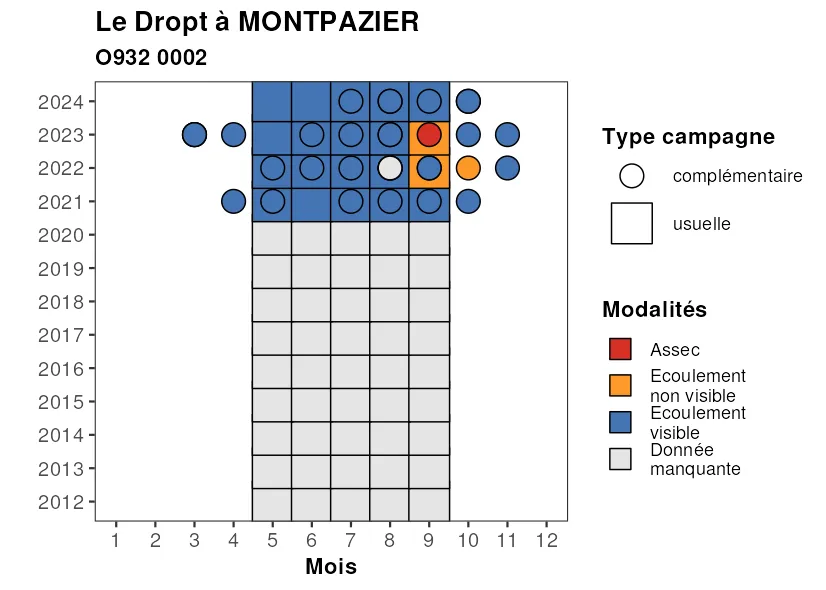 Le Dropt à MONTPAZIER
O932 0002
2024
2023
2022
2021
2020
2019
2018
2017
2016
2015
2014
2013
2012
1 2 3 4 5 6 7 8 9 10 11 12
Mois
Type campagne
complémentaire
usuelle
Modalités
Assec
Ecoulement
non visible
Ecoulement
visible
Donnée
manquante